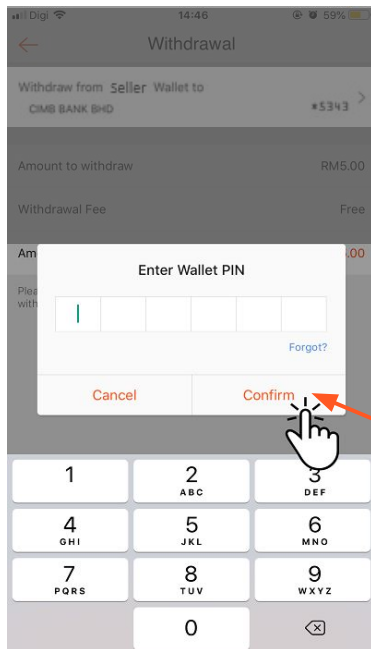 Digi 14:46 59%
Withdrawal
Withdraw from Seller Wallet to
CIMB BANK BHD
*5343
Amount to withdraw RM5.00
Withdrawal Fee Free
Am .00
Plea
with
Enter Wallet PIN
Forgot?
Cancel Confirm
1 2 3
ABC DEF
4 5 6
GHI JKL MNO
7 8 9
PQRS TUV WXYZ
0